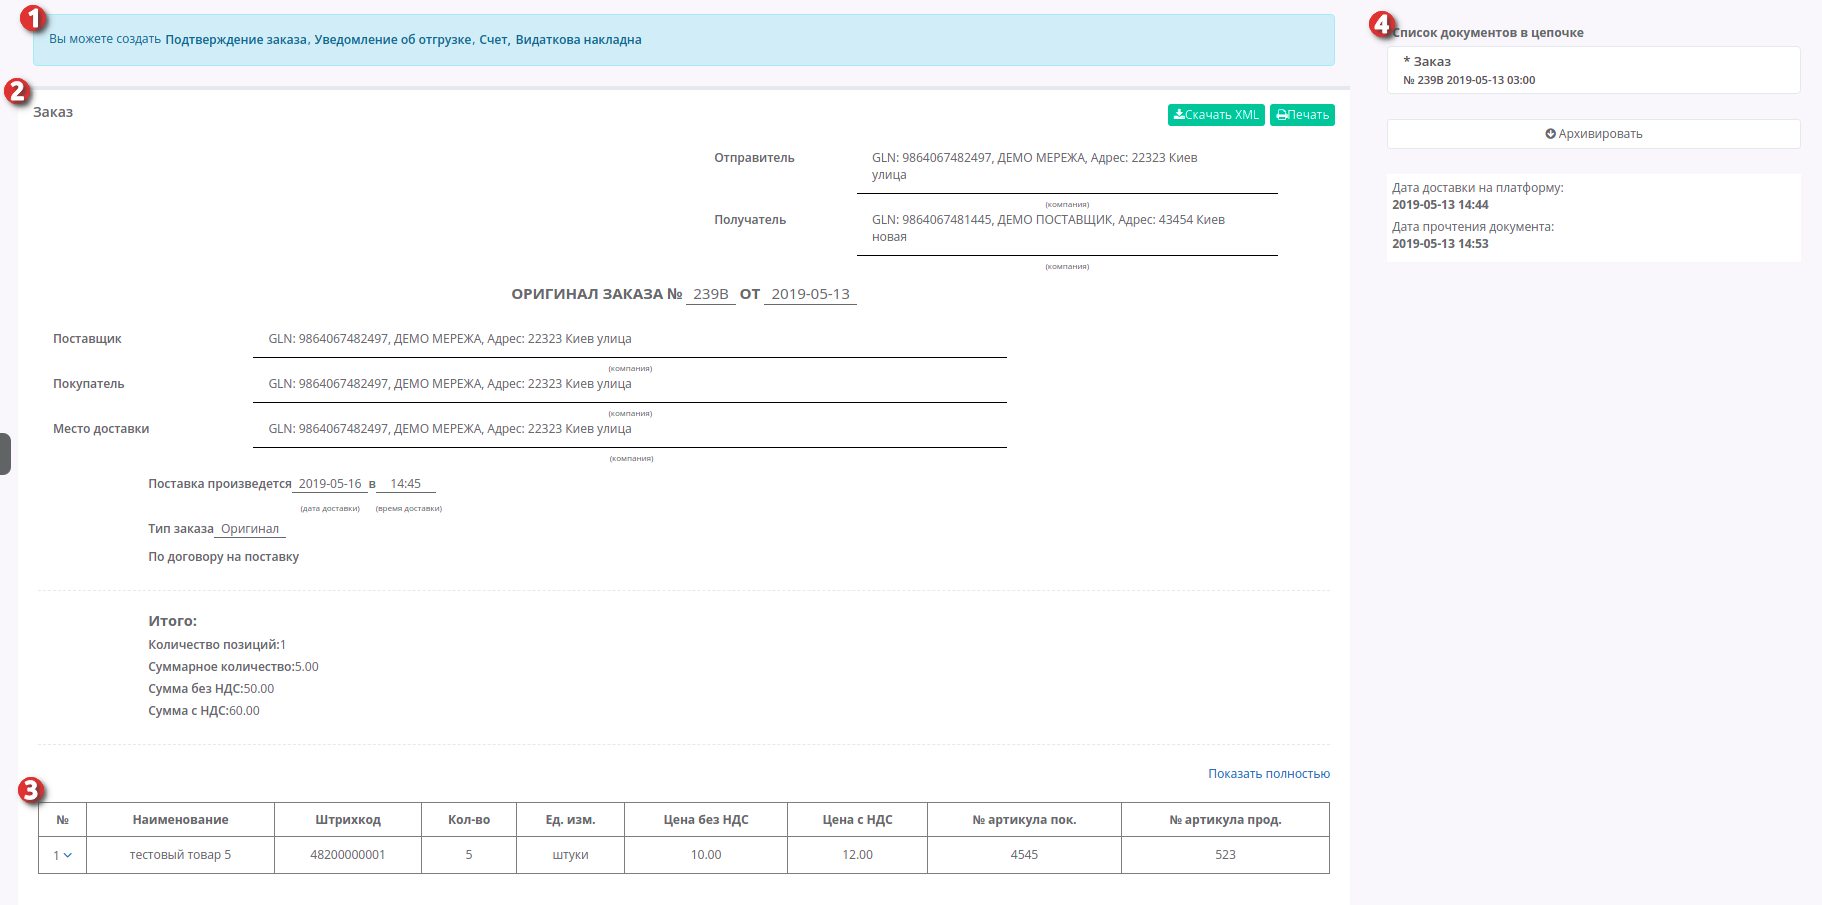 1
Вы можете создать Подтверждение заказа, Уведомление об отгрузке, Счет, Видаткова накладна
2
Заказ
Скачать XML Печать
Отправитель GLN: 9864067482497, ДЕМО МЕРЕЖА, Адрес: 22323 Киев
улица
(компания)
Получатель GLN: 9864067481445, ДЕМО ПОСТАВЩИК, Адрес: 43454 Киев
новая
(компания)
ОРИГИНАЛ ЗАКАЗА № 239В ОТ 2019-05-13
Поставщик GLN: 9864067482497, ДЕМО МЕРЕЖА, Адрес: 22323 Киев улица
(компания)
Покупатель GLN: 9864067482497, ДЕМО МЕРЕЖА, Адрес: 22323 Киев улица
(компания)
Место доставки GLN: 9864067482497, ДЕМО МЕРЕЖА, Адрес: 22323 Киев улица
(компания)
Поставка произведется 2019-05-16 в 14:45
(дата доставки) (время доставки)
Тип заказа Оригинал
По договору на поставку
Итого:
Количество позиций:1
Суммарное количество:5.00
Сумма без НДС:50.00
Сумма с НДС:60.00
Показать полностью
3
№ Наименование Штрихкод Кол-во Ед. изм. Цена без НДС Цена с НДС № артикула пок. № артикула прод.
1 тестовый товар 5 48200000001 5 штуки 10.00 12.00 4545 523
4
Список документов в цепочке
* Заказ
№ 239В 2019-05-13 03:00
Архивировать
Дата доставки на платформу:
2019-05-13 14:44
Дата прочтения документа:
2019-05-13 14:53